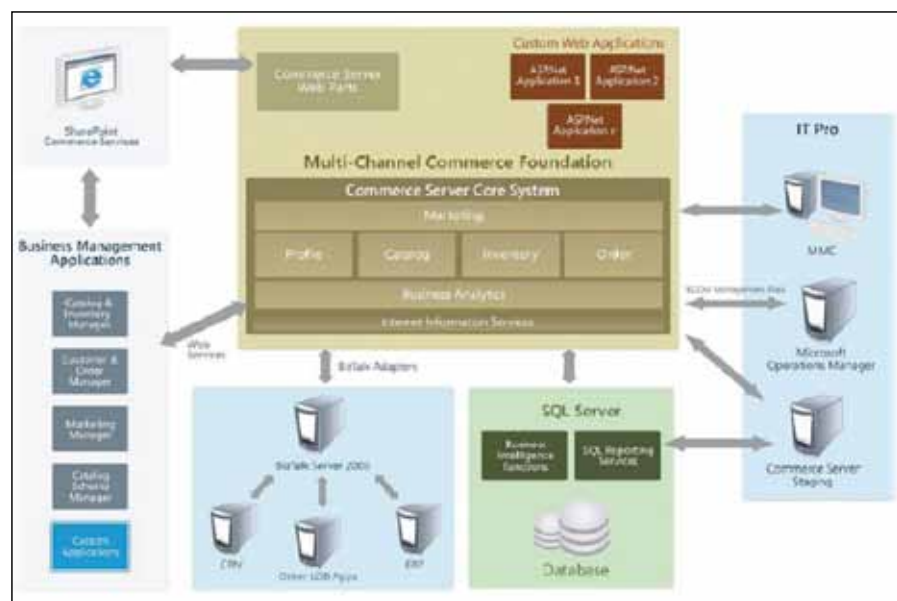 SharePoint
Commerce Services
Commerce Server
Web Parts
Custom Web Applications
ASP.Net
Application 1
ASP.Net
Application 2
ASP.Net
Application n
Multi-Channel Commerce Foundation
Commerce Server Core System
Marketing
Profile
Catalog
Inventory
Order
Business Analytics
Internet Information Services
Business Management
Applications
Catalog &
Inventory
Manager
Customer &
Order
Manager
Marketing
Manager
Catalog
Schema
Manager
Custom
Applications
Web
Services
BizTalk Adapters
BizTalk Server
CRM
Other LOB Apps
ERP
SQL Server
Business
Intelligence
Functions
SQL Reporting
Services
Database
IT Pro
MMC
Management Pack
Microsoft
Operations Manager
Commerce Server
Staging